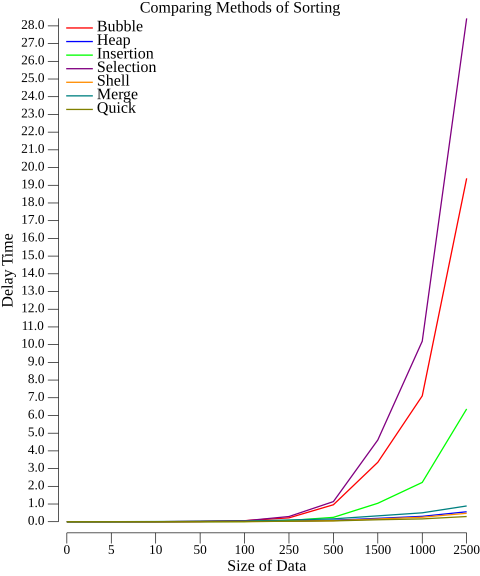 Comparing Methods of Sorting
Bubble
Heap
Insertion
Selection
Shell
Merge
Quick
28.0
27.0
26.0
25.0
24.0
23.0
22.0
21.0
20.0
19.0
18.0
17.0
16.0
15.0
14.0
13.0
12.0
11.0
10.0
9.0
8.0
7.0
6.0
5.0
4.0
3.0
2.0
1.0
0.0
Delay Time
0 5 10 50 100 250 500 1500 1000 2500
Size of Data